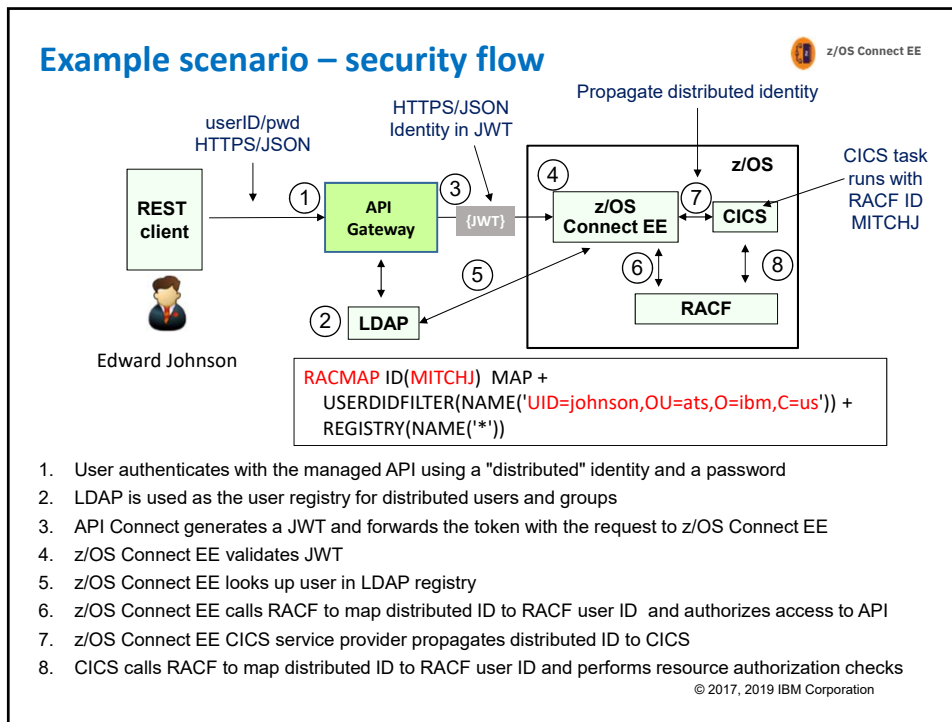 Example scenario – security flow
z/OS Connect EE
Propagate distributed identity
HTTPS/JSON
Identity in JWT
userID/pwd
HTTPS/JSON
z/OS
CICS task
runs with
RACF ID
MITCHJ
1
3
4
REST
client
API
Gateway
{JWT}
z/OS
Connect EE
7
CICS
5
6
8
2
LDAP
RACF
Edward Johnson
RACMAP ID(MITCHJ) MAP +
USERDIDFILTER(NAME('UID=johnson,OU=ats,O=ibm,C=us')) +
REGISTRY(NAME('*'))
1. User authenticates with the managed API using a "distributed" identity and a password
2. LDAP is used as the user registry for distributed users and groups
3. API Connect generates a JWT and forwards the token with the request to z/OS Connect EE
4. z/OS Connect EE validates JWT
5. z/OS Connect EE looks up user in LDAP registry
6. z/OS Connect EE calls RACF to map distributed ID to RACF user ID and authorizes access to API
7. z/OS Connect EE CICS service provider propagates distributed ID to CICS
8. CICS calls RACF to map distributed ID to RACF user ID and performs resource authorization checks
© 2017, 2019 IBM Corporation